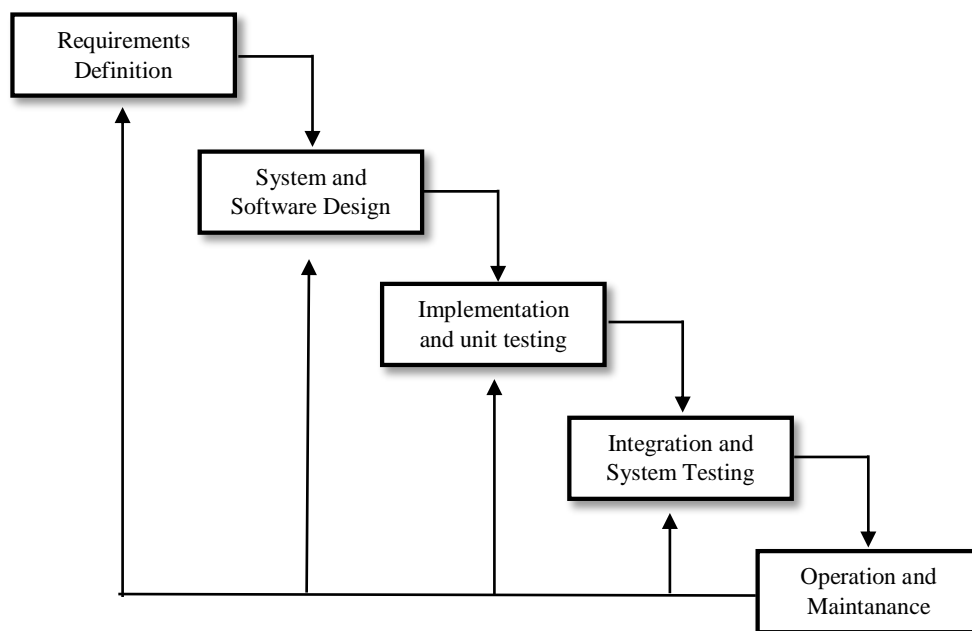 Requirements
Definition
System and
Software Design
Implementation
and unit testing
Integration and
System Testing
Operation and
Maintanance